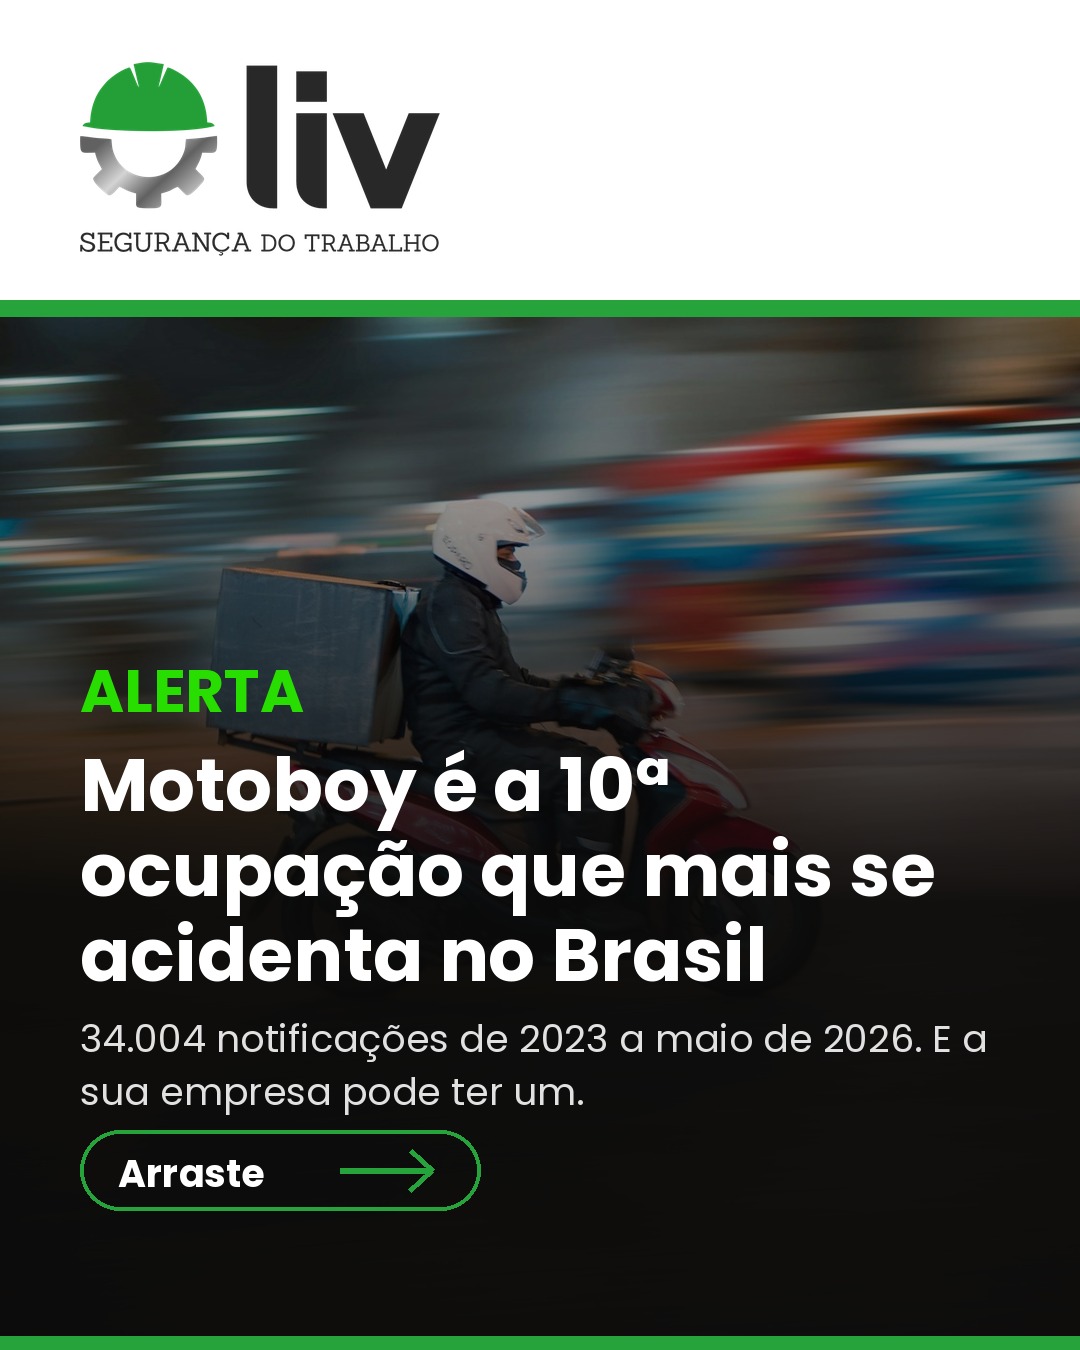 liv
SEGURANÇA DO TRABALHO
ALERTA
Motoboy é a 10ª
ocupação que mais se
acidenta no Brasil
34.004 notificações de 2023 a maio de 2026. E a
sua empresa pode ter um.
Arraste